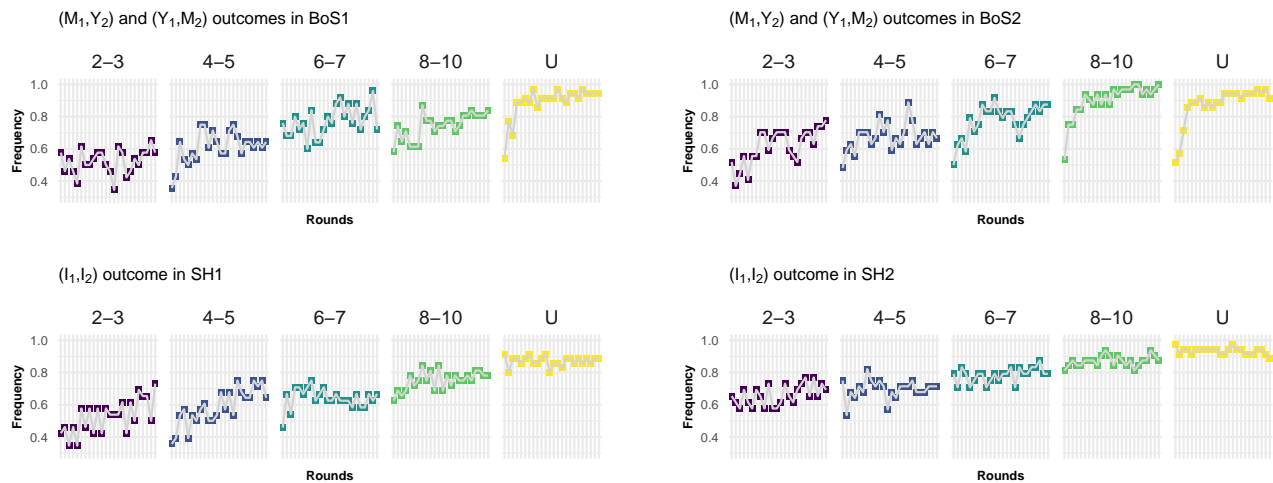 (M₁,Y₂) and (Y₁,M₂) outcomes in BoS1
2−3 4−5 6−7 8−10 U
1.0
0.8
0.6
0.4
Frequency
Rounds
(M₁,Y₂) and (Y₁,M₂) outcomes in BoS2
2−3 4−5 6−7 8−10 U
1.0
0.8
0.6
0.4
Frequency
Rounds
(I₁,I₂) outcome in SH1
2−3 4−5 6−7 8−10 U
1.0
0.8
0.6
0.4
Frequency
Rounds
(I₁,I₂) outcome in SH2
2−3 4−5 6−7 8−10 U
1.0
0.8
0.6
0.4
Frequency
Rounds